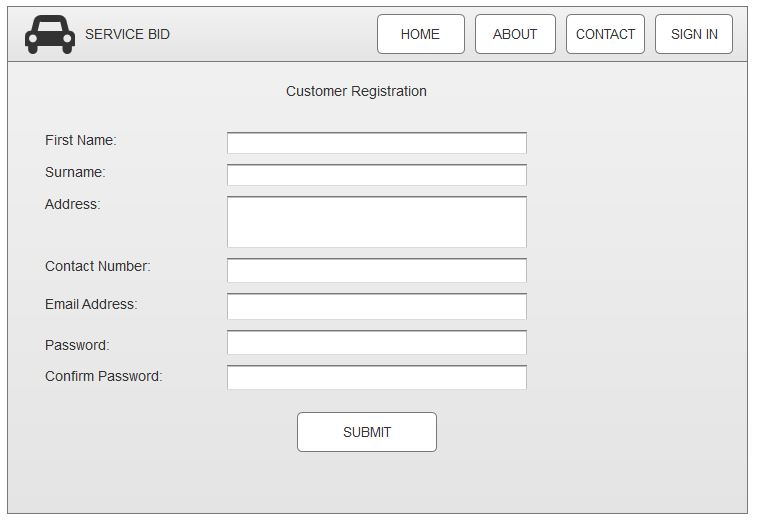 SERVICE BID HOME ABOUT CONTACT SIGN IN
Customer Registration
First Name:
Surname:
Address:
Contact Number:
Email Address:
Password:
Confirm Password:
SUBMIT